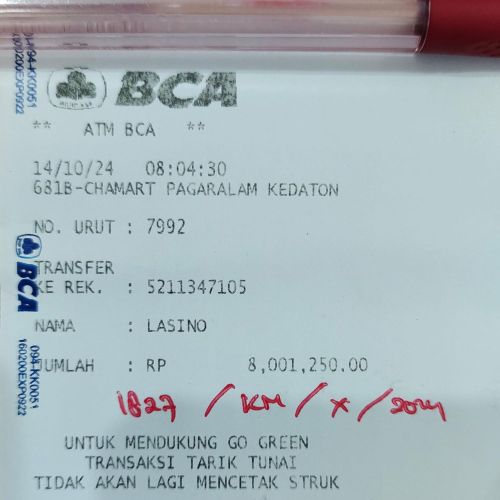 BCA
** ATM BCA **
14/10/24 08:04:30
681B-CHAMART PAGARALAM KEDATON
NO. URUT : 7992
TRANSFER
KE REK. : 5211347105
NAMA : LASINO
JUMLAH : RP 8,001,250.00
1827 / KM / X / 2024
UNTUK MENDUKUNG GO GREEN
TRANSAKSI TARIK TUNAI
TIDAK AKAN LAGI MENCETAK STRUK
094-KK0051
160200EXP0922
BCA
094-KK0051
160200EXP0922